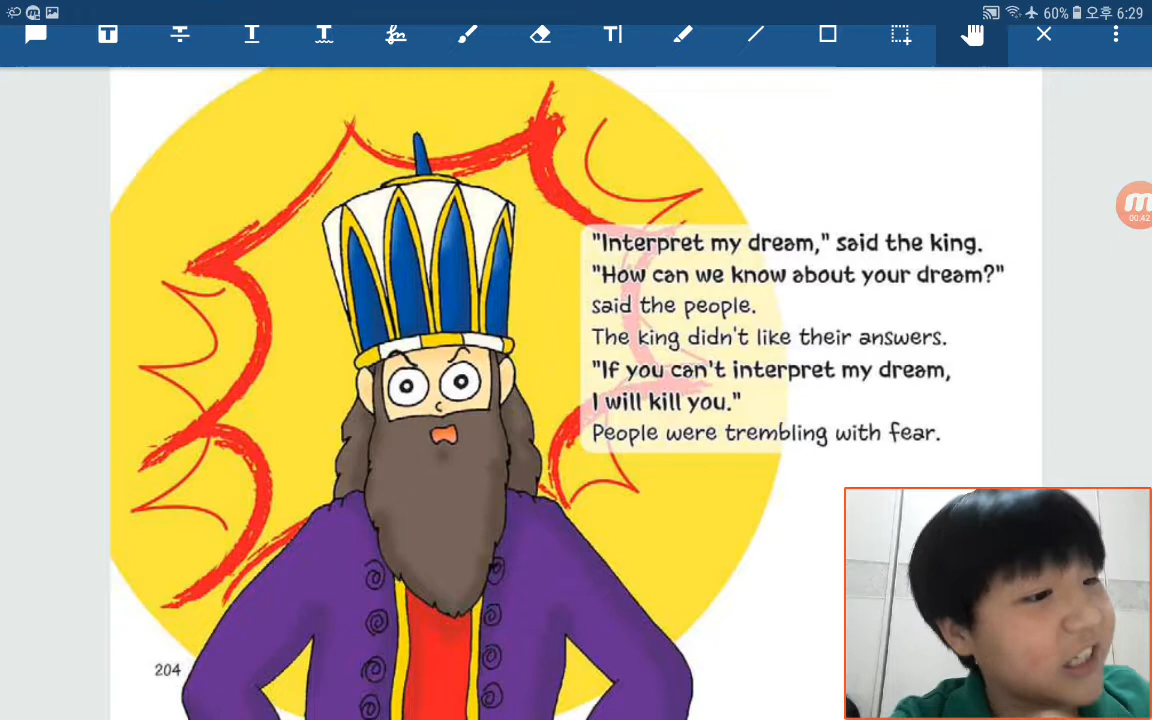 60% 오후 6:29
T
T
T
T
"Interpret my dream," said the king.
"How can we know about your dream?"
said the people.
The king didn't like their answers.
"If you can't interpret my dream,
I will kill you."
People were trembling with fear.
m
00:42
204